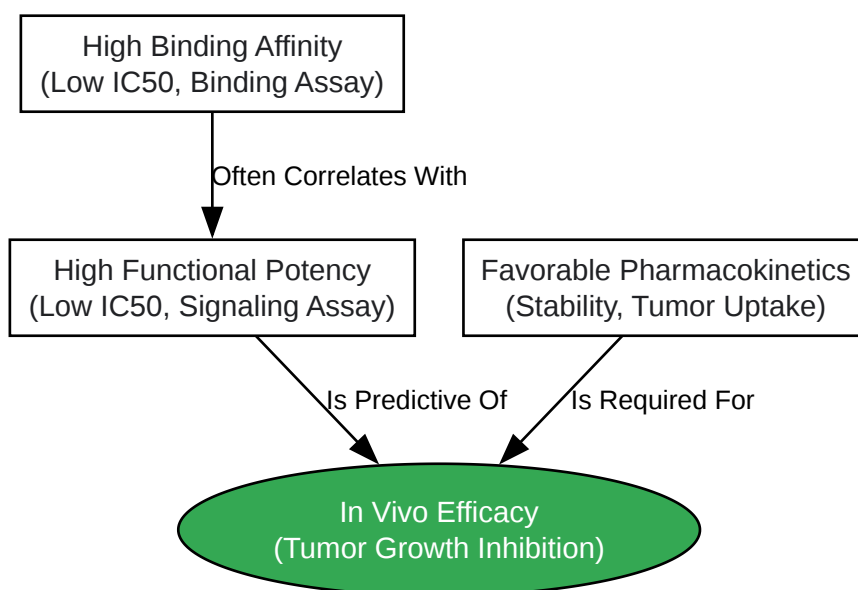 High Binding Affinity
(Low IC50, Binding Assay)
Often Correlates With
High Functional Potency
(Low IC50, Signaling Assay)
Favorable Pharmacokinetics
(Stability, Tumor Uptake)
Is Predictive Of
Is Required For
In Vivo Efficacy
(Tumor Growth Inhibition)